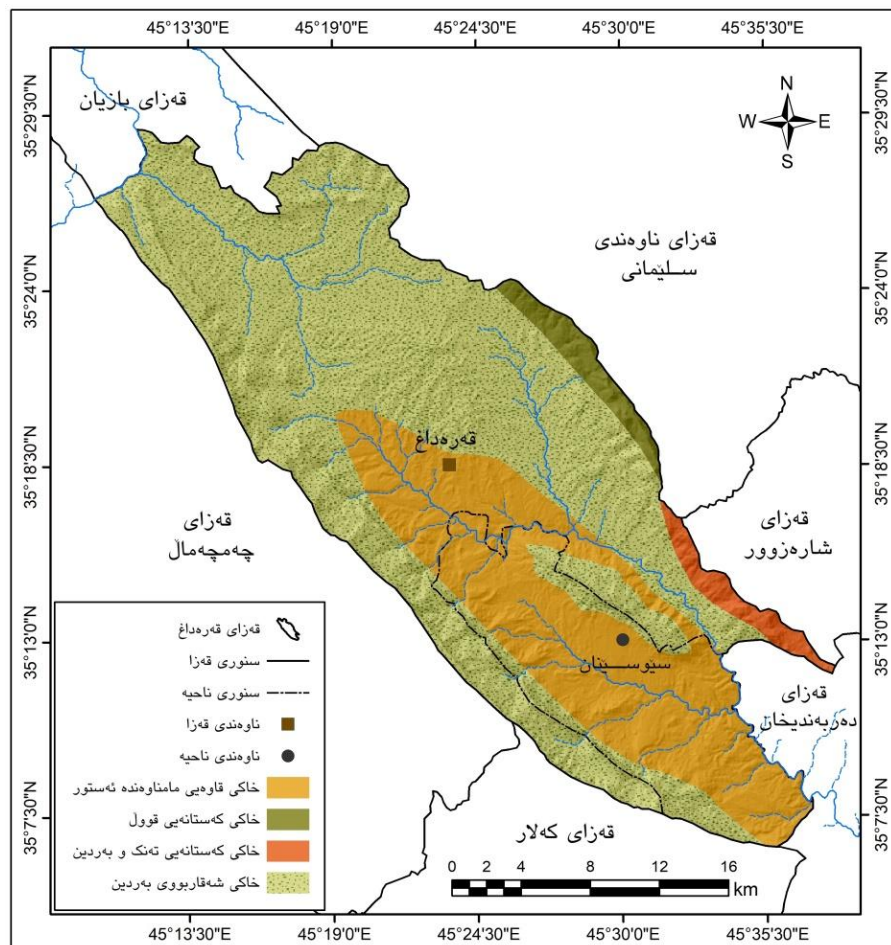 45°13'30"E 45°19'0"E 45°24'30"E 45°30'0"E 45°35'30"E
35°29'30"N 35°24'0"N 35°18'30"N 35°13'0"N 35°7'30"N
35°29'30"N 35°24'0"N 35°18'30"N 35°13'0"N 35°7'30"N
N
W E
S
قەزای بازیان
قەزای ناوەندی
ســلێمانی
قەرەداغ
قەزای
چەمچەماڵ
قەزای
شارەزوور
سێوســێنان
قەزای
دەربەندیخان
قەزای کەلار
قەزای قەرەداغ
سنوری قەزا
سنوری ناحیە
ناوەندی قەزا
ناوەندی ناحیە
خاکی قاوەیی مامناوەندە ئەستور
خاکی کەستانەیی قووڵ
خاکی کەستانەیی تەنک و بەردین
خاکی شەقاربووی بەردین
0 2 4 8 12 16
km
45°13'30"E 45°19'0"E 45°24'30"E 45°30'0"E 45°35'30"E